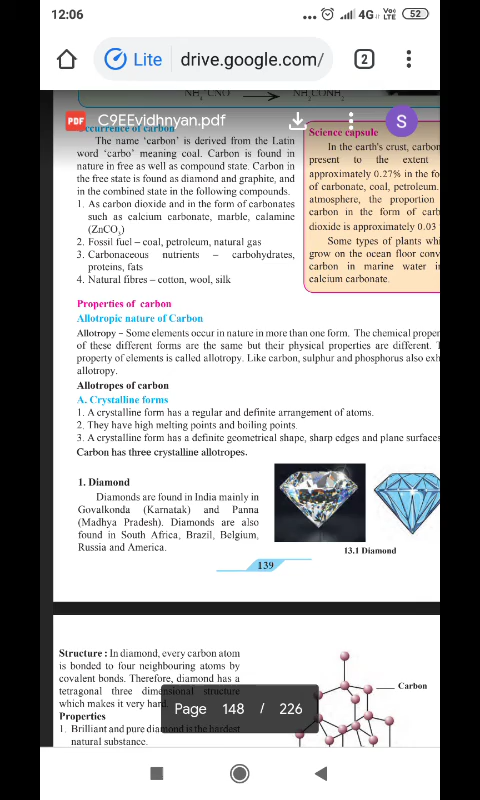 12:06
... 4G Vo) LTE 52
Lite drive.google.com/ 2
NH4 CNO NH2CONH2
PDF C9EEvidhnyan.pdf S
ccurrence of carbon
The name ‘carbon’ is derived from the Latin
word ‘carbo’ meaning coal. Carbon is found in
nature in free as well as compound state. Carbon in
the free state is found as diamond and graphite, and
in the combined state in the following compounds.
1. As carbon dioxide and in the form of carbonates
such as calcium carbonate, marble, calamine
(ZnCO3)
2. Fossil fuel – coal, petroleum, natural gas
3. Carbonaceous nutrients – carbohydrates,
proteins, fats
4. Natural fibres – cotton, wool, silk
Science capsule
In the earth's crust, carbon
present to the extent
approximately 0.27% in the fo
of carbonate, coal, petroleum.
atmosphere, the proportion
carbon in the form of carb
dioxide is approximately 0.03
Some types of plants whi
grow on the ocean floor conv
carbon in marine water in
calcium carbonate.
Properties of carbon
Allotropic nature of Carbon
Allotropy – Some elements occur in nature in more than one form. The chemical proper
of these different forms are the same but their physical properties are different. T
property of elements is called allotropy. Like carbon, sulphur and phosphorus also exh
allotropy.
Allotropes of carbon
A. Crystalline forms
1. A crystalline form has a regular and definite arrangement of atoms.
2. They have high melting points and boiling points.
3. A crystalline form has a definite geometrical shape, sharp edges and plane surfaces
Carbon has three crystalline allotropes.
1. Diamond
Diamonds are found in India mainly in
Govalkonda (Karnatak) and Panna
(Madhya Pradesh). Diamonds are also
found in South Africa, Brazil, Belgium,
Russia and America.
13.1 Diamond
139
Structure : In diamond, every carbon atom
is bonded to four neighbouring atoms by
covalent bonds. Therefore, diamond has a
tetragonal three dimensional structure
which makes it very hard.
Properties
1. Brilliant and pure diamond is the hardest
natural substance.
Carbon
Page 148 / 226